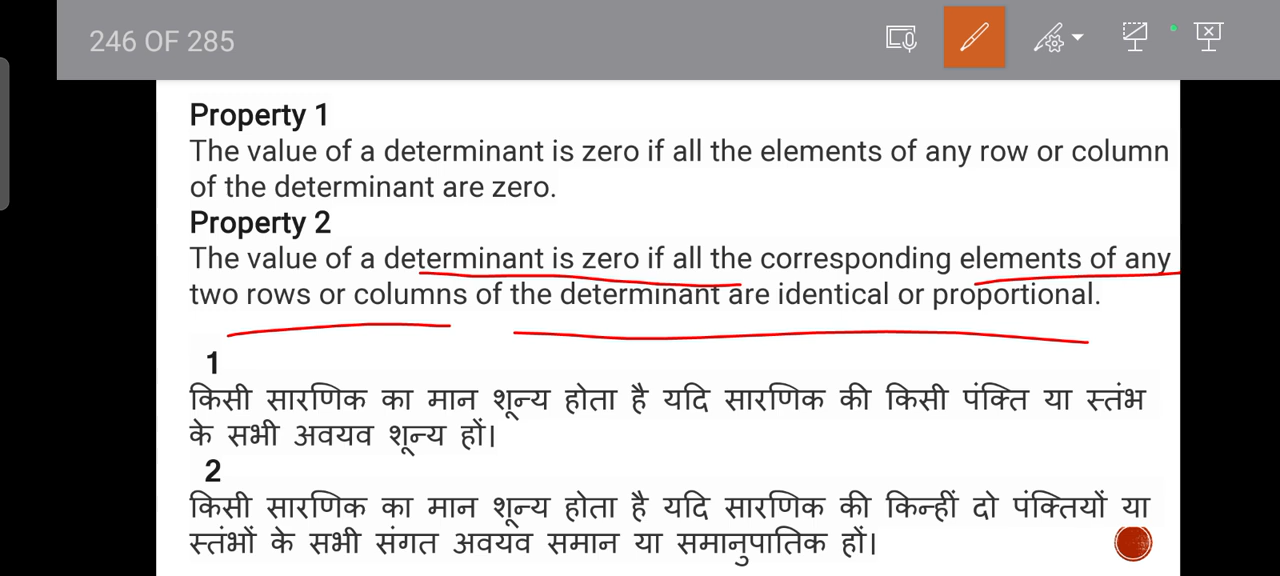 246 OF 285
Property 1
The value of a determinant is zero if all the elements of any row or column
of the determinant are zero.
Property 2
The value of a determinant is zero if all the corresponding elements of any
two rows or columns of the determinant are identical or proportional.
1
किसी सारणिक का मान शून्य होता है यदि सारणिक की किसी पंक्ति या स्तंभ
के सभी अवयव शून्य हों।
2
किसी सारणिक का मान शून्य होता है यदि सारणिक की किन्हीं दो पंक्तियों या
स्तंभों के सभी संगत अवयव समान या समानुपातिक हों।